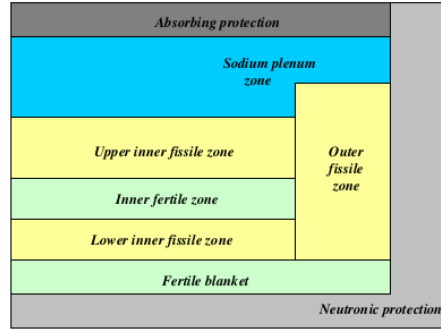 Absorbing protection
Sodium plenum
zone
Upper inner fissile zone
Outer
fissile
zone
Inner fertile zone
Lower inner fissile zone
Fertile blanket
Neutronic protection